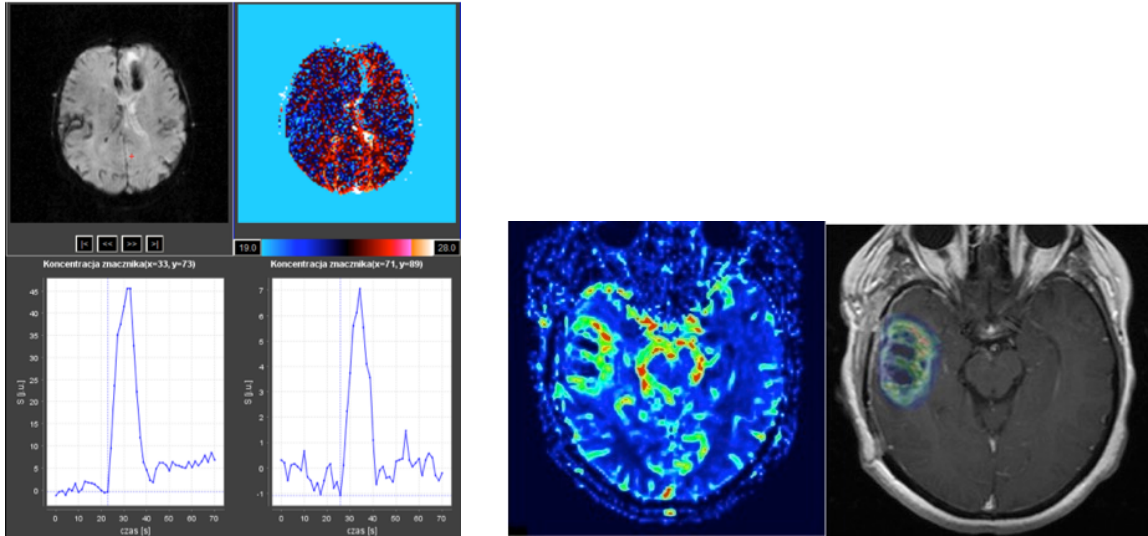 |< << >> >|
19.0 28.0
Koncentracja znacznika(x=33, y=73)
45
40
35
30
25
20
15
10
5
0
S [j.u.]
0 10 20 30 40 50 60 70
czas [s]
Koncentracja znacznika(x=71, y=89)
7
6
5
4
3
2
1
0
-1
S [j.u.]
0 10 20 30 40 50 60 70
czas [s]